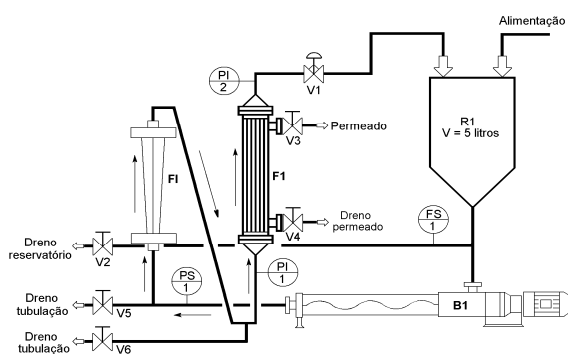 Alimentação
PI
2
V1
R1
V = 5 litros
V3
Permeado
FI
F1
V4
Dreno
permeado
FS
1
Dreno
reservatório
V2
PS
1
PI
1
B1
Dreno
tubulação
V5
Dreno
tubulação
V6